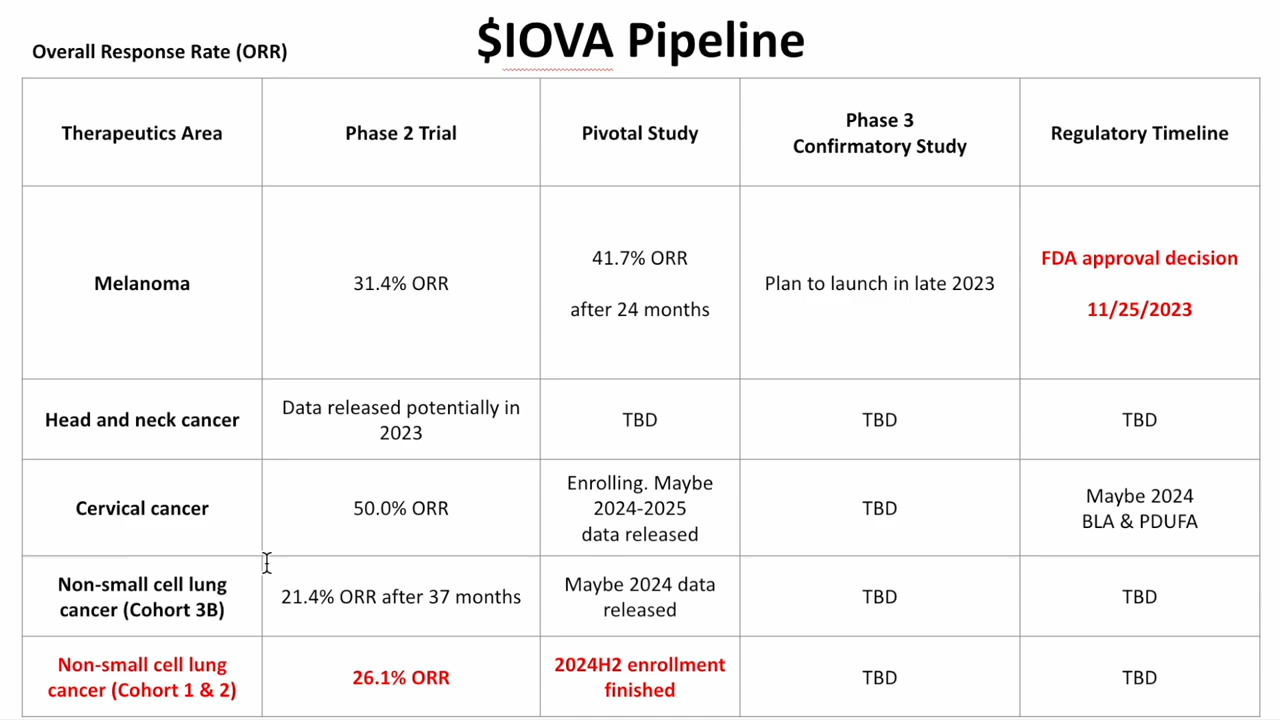 Overall Response Rate (ORR)
$IOVA Pipeline
Therapeutics Area
Phase 2 Trial
Pivotal Study
Phase 3
Confirmatory Study
Regulatory Timeline
Melanoma
31.4% ORR
41.7% ORR
after 24 months
Plan to launch in late 2023
FDA approval decision
11/25/2023
Head and neck cancer
Data released potentially in
2023
TBD
TBD
TBD
Cervical cancer
50.0% ORR
Enrolling. Maybe
2024-2025
data released
TBD
Maybe 2024
BLA & PDUFA
Non-small cell lung
cancer (Cohort 3B)
21.4% ORR after 37 months
Maybe 2024 data
released
TBD
TBD
Non-small cell lung
cancer (Cohort 1 & 2)
26.1% ORR
2024H2 enrollment
finished
TBD
TBD